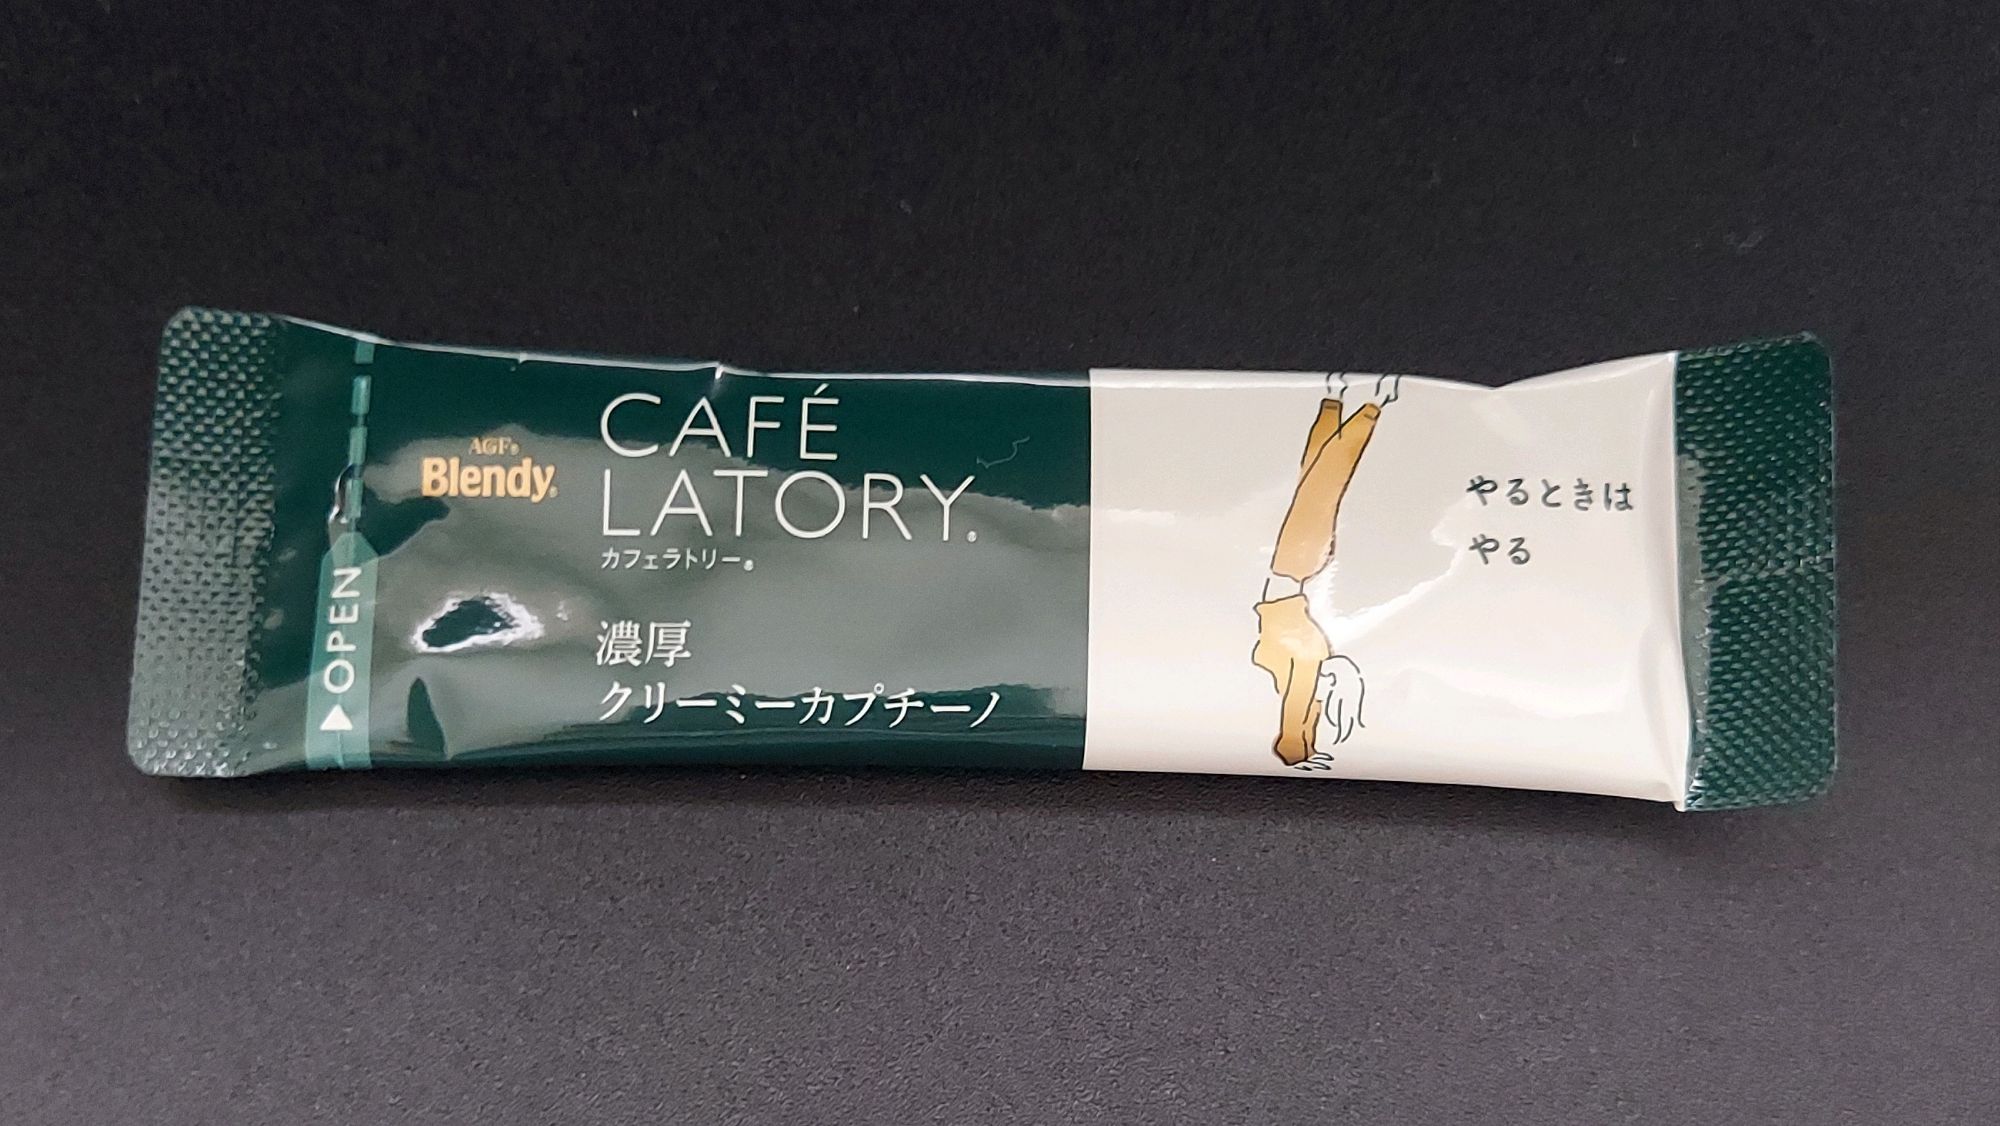 OPEN
AGF®
Blendy®
CAFÉ
LATORY®
カフェラトリー®
濃厚
クリーミーカプチーノ
やるときは
やる